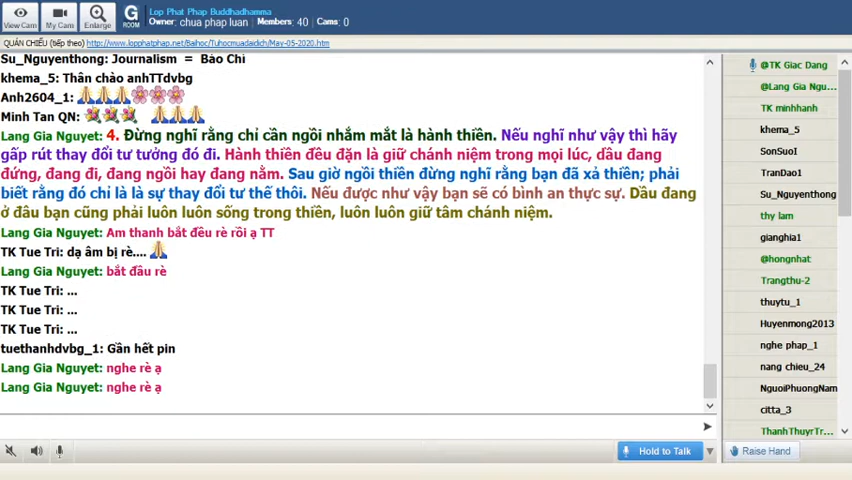 View Cam
My Cam
Enlarge
G
ROOM
Lop Phat Phap Buddhadhamma
Owner: chua phap luan Members: 40 Cams: 0
QUÁN CHIẾU (tiếp theo) http://www.lopphatphap.net/Baihoc/Tuhocmuadaidich/May-05-2020.htm
Su_Nguyenthong: Journalism = Báo Chí
khema_5: Thân chào anhTTdvbg
Anh2604_1: 🙏🙏🙏🌸🌸🌸
Minh Tan QN: 💐💐💐 🙏🙏🙏
Lang Gia Nguyet: 4. Đừng nghĩ rằng chỉ cần ngồi nhắm mắt là hành thiền. Nếu nghĩ như vậy thì hãy
gấp rút thay đổi tư tưởng đó đi. Hành thiền đều đặn là giữ chánh niệm trong mọi lúc, dầu đang
đứng, đang đi, đang ngồi hay đang nằm. Sau giờ ngồi thiền đừng nghĩ rằng bạn đã xả thiền; phải
biết rằng đó chỉ là là sự thay đổi tư thế thôi. Nếu được như vậy bạn sẽ có bình an thực sự. Dầu đang
ở đâu bạn cũng phải luôn luôn sống trong thiền, luôn luôn giữ tâm chánh niệm.
Lang Gia Nguyet: Am thanh bắt đều rè rồi ạ TT
TK Tue Tri: dạ âm bị rè.... 🙏
Lang Gia Nguyet: bắt đâu rè
TK Tue Tri: ...
TK Tue Tri: ...
TK Tue Tri: ...
tuethanhdvbg_1: Gần hết pin
Lang Gia Nguyet: nghe rè ạ
Lang Gia Nguyet: nghe rè ạ
@TK Giac Dang
@Lang Gia Ngu...
TK minhhanh
khema_5
SonSuoI
TranDao1
Su_Nguyenthong
thy lam
gianghia1
@hongnhat
Trangthu-2
thuytu_1
Huyenmong2013
nghe phap_1
nang chieu_24
NguoiPhuongNam
citta_3
ThanhThuyrTr...
Hold to Talk
Raise Hand